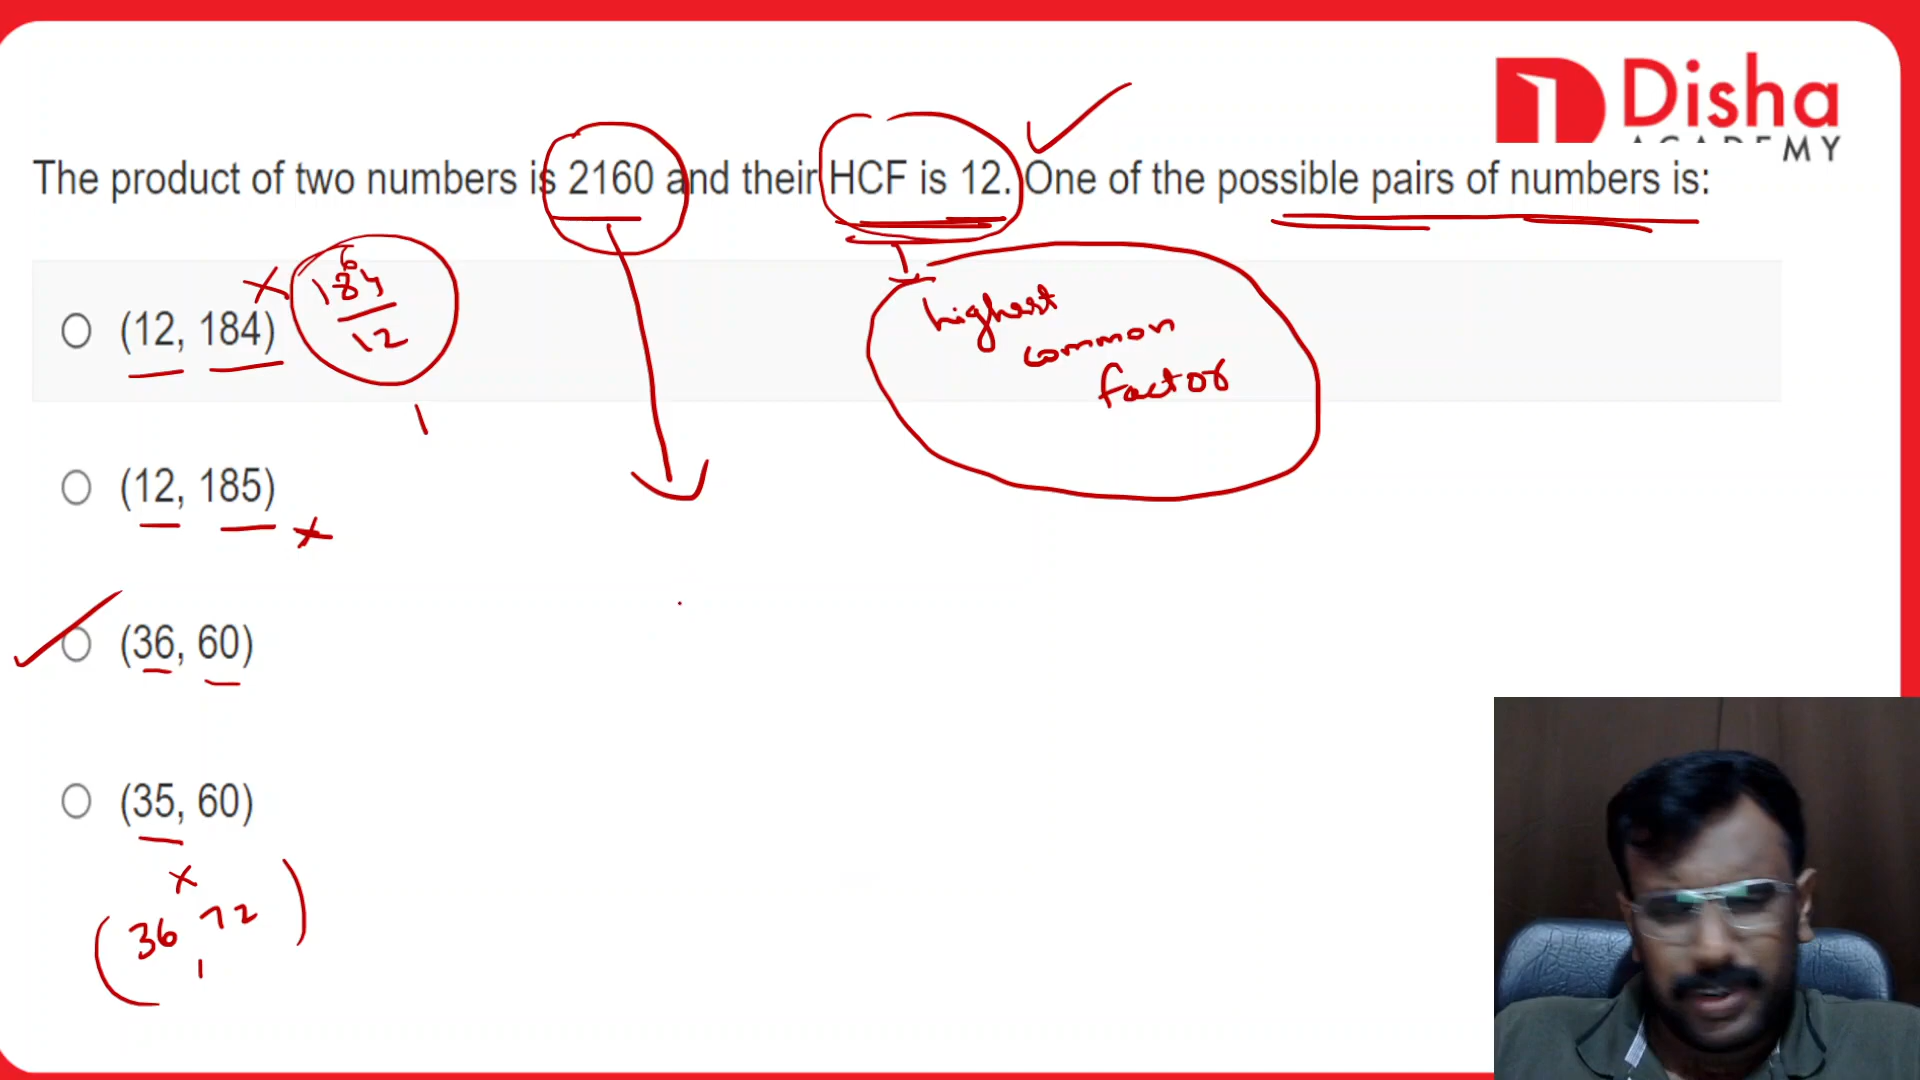 Disha
ACADEMY
The product of two numbers is 2160 and their HCF is 12. One of the possible pairs of numbers is:
(12, 184)
184
6
12
highest
common
factor
(12, 185)
(36, 60)
(35, 60)
(36, 72)